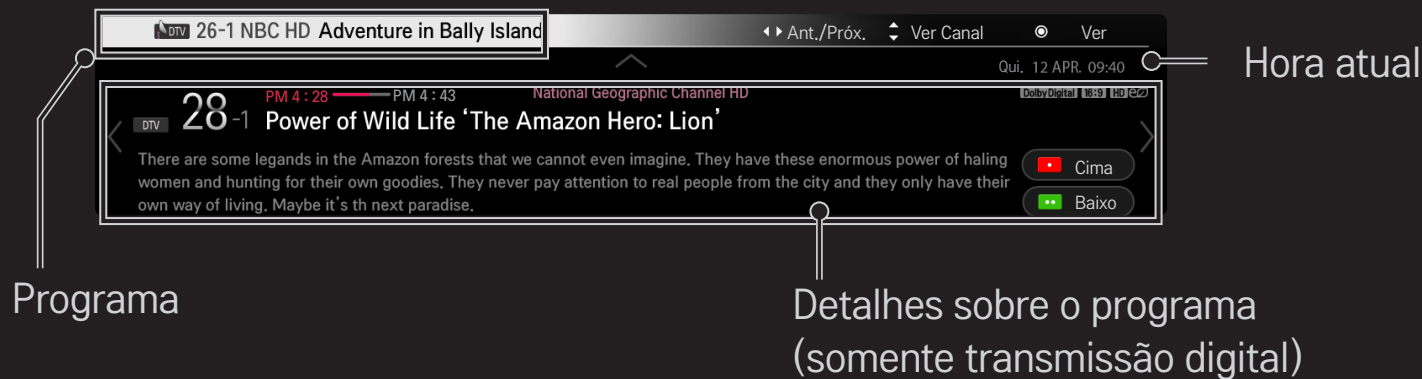 DTV 26-1 NBC HD Adventure in Bally Island
Ant./Próx. Ver Canal Ver
Qui. 12 APR. 09:40
Hora atual
PM 4 : 28 PM 4 : 43 National Geographic Channel HD
Dolby Digital 16:9 HD
DTV 28-1 Power of Wild Life ‘The Amazon Hero: Lion’
There are some legands in the Amazon forests that we cannot even imagine. They have these enormous power of haling
women and hunting for their own goodies. They never pay attention to real people from the city and they only have their
own way of living. Maybe it’s th next paradise.
Cima
Baixo
Programa
Detalhes sobre o programa
(somente transmissão digital)